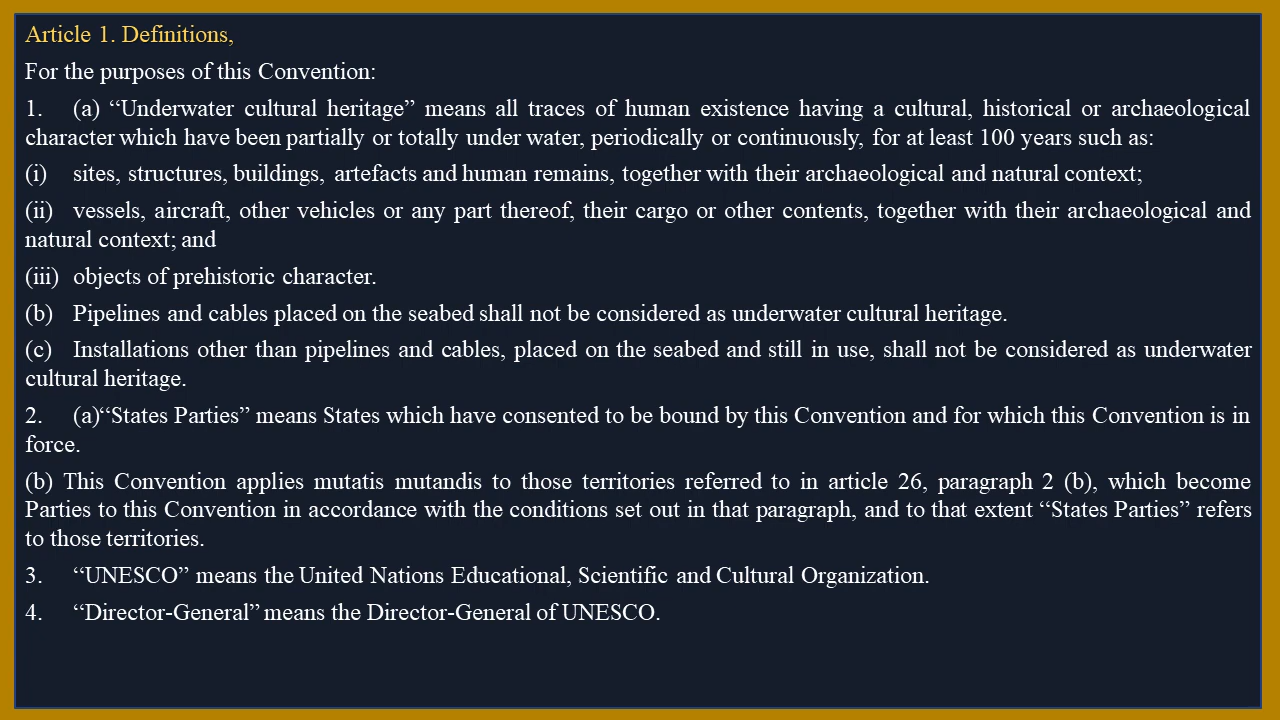 Article 1. Definitions,
For the purposes of this Convention:
1. (a) “Underwater cultural heritage” means all traces of human existence having a cultural, historical or archaeological
character which have been partially or totally under water, periodically or continuously, for at least 100 years such as:
(i) sites, structures, buildings, artefacts and human remains, together with their archaeological and natural context;
(ii) vessels, aircraft, other vehicles or any part thereof, their cargo or other contents, together with their archaeological and
natural context; and
(iii) objects of prehistoric character.
(b) Pipelines and cables placed on the seabed shall not be considered as underwater cultural heritage.
(c) Installations other than pipelines and cables, placed on the seabed and still in use, shall not be considered as underwater
cultural heritage.
2. (a)“States Parties” means States which have consented to be bound by this Convention and for which this Convention is in
force.
(b) This Convention applies mutatis mutandis to those territories referred to in article 26, paragraph 2 (b), which become
Parties to this Convention in accordance with the conditions set out in that paragraph, and to that extent “States Parties” refers
to those territories.
3. “UNESCO” means the United Nations Educational, Scientific and Cultural Organization.
4. “Director-General” means the Director-General of UNESCO.